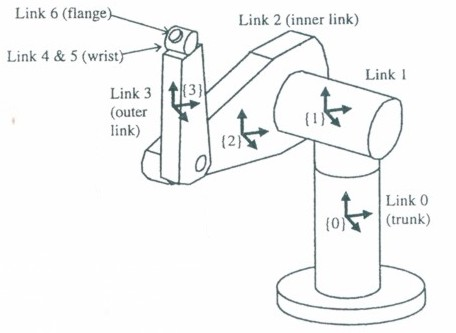 Link 6 (flange)
Link 2 (inner link)
Link 4 & 5 (wrist)
Link 1
Link 3
(outer
link)
{3}
{1}
{2}
Link 0
(trunk)
{0}